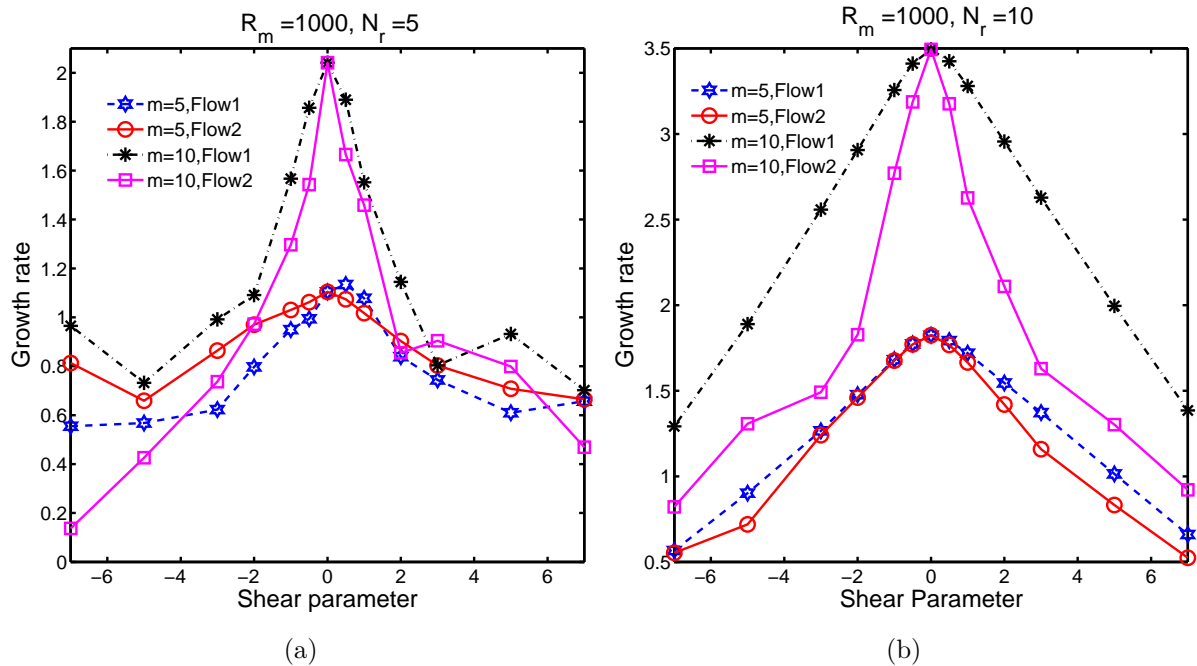 R_m =1000, N_r =5
2
1.8
1.6
1.4
1.2
1
0.8
0.6
0.4
0.2
0
Growth rate
m=5,Flow1
m=5,Flow2
m=10,Flow1
m=10,Flow2
−6 −4 −2 0 2 4 6
Shear parameter
(a)
R_m =1000, N_r =10
3.5
3
2.5
2
1.5
1
0.5
Growth rate
m=5,Flow1
m=5,Flow2
m=10,Flow1
m=10,Flow2
−6 −4 −2 0 2 4 6
Shear Parameter
(b)